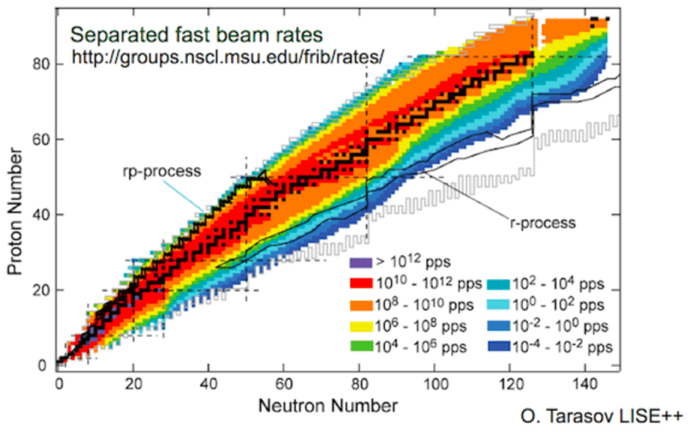 Separated fast beam rates
http://groups.nscl.msu.edu/frib/rates/
80
60
40
20
0
Proton Number
rp-process
r-process
> 10¹² pps
10¹⁰ - 10¹² pps
10⁸ - 10¹⁰ pps
10⁶ - 10⁸ pps
10⁴ - 10⁶ pps
10² - 10⁴ pps
10⁰ - 10² pps
10⁻² - 10⁰ pps
10⁻⁴ - 10⁻² pps
0 20 40 60 80 100 120 140
Neutron Number
O. Tarasov LISE++